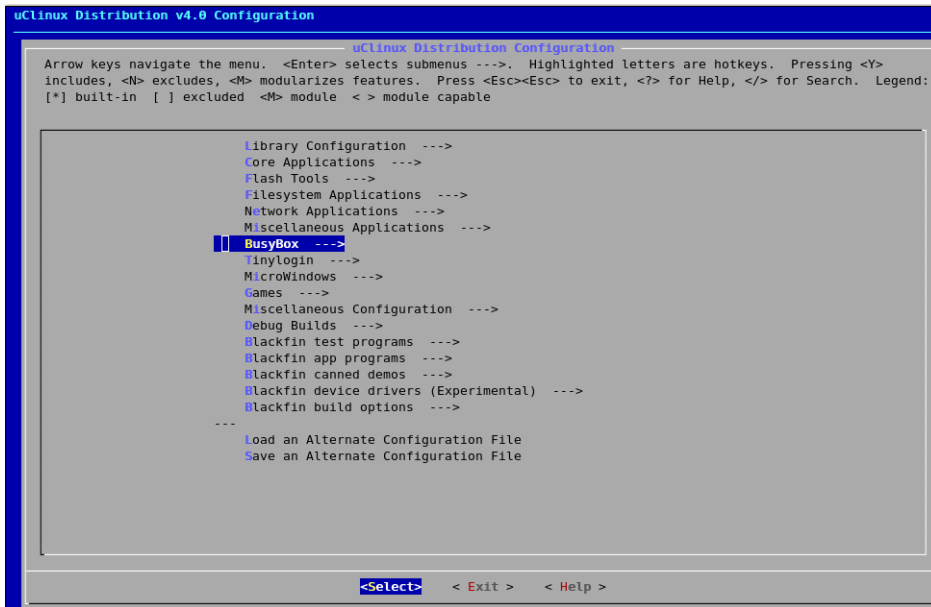 uClinux Distribution v4.0 Configuration
uClinux Distribution Configuration
Arrow keys navigate the menu.  <Enter> selects submenus --->.  Highlighted letters are hotkeys.  Pressing <Y>
includes, <N> excludes, <M> modularizes features.  Press <Esc><Esc> to exit, <?> for Help, </> for Search.  Legend:
[*] built-in  [ ] excluded  <M> module  < > module capable
Library Configuration  --->
Core Applications  --->
Flash Tools  --->
Filesystem Applications  --->
Network Applications  --->
Miscellaneous Applications  --->
BusyBox  --->
Tinylogin  --->
MicroWindows  --->
Games  --->
Miscellaneous Configuration  --->
Debug Builds  --->
Blackfin test programs  --->
Blackfin app programs  --->
Blackfin canned demos  --->
Blackfin device drivers (Experimental)  --->
Blackfin build options  --->
---
Load an Alternate Configuration File
Save an Alternate Configuration File
<Select>    < Exit >    < Help >